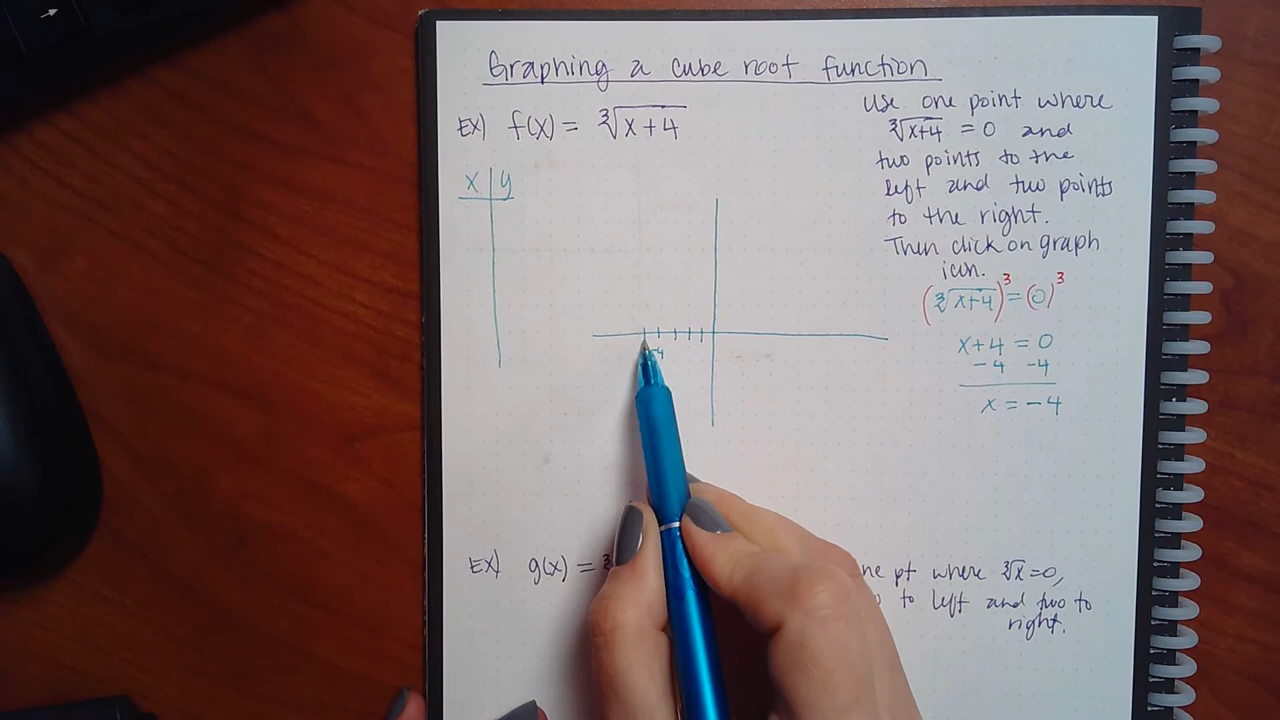 Graphing a cube root function
EX) f(x) = ∛(x+4)
x | y
-4
Use one point where
∛(x+4) = 0 and
two points to the
left and two points
to the right.
Then click on graph
icon.
(∛(x+4))³ = (0)³
x+4 = 0
-4 -4
x = -4
EX) g(x) = 3
pt where ∛x = 0,
to left and two to
right.